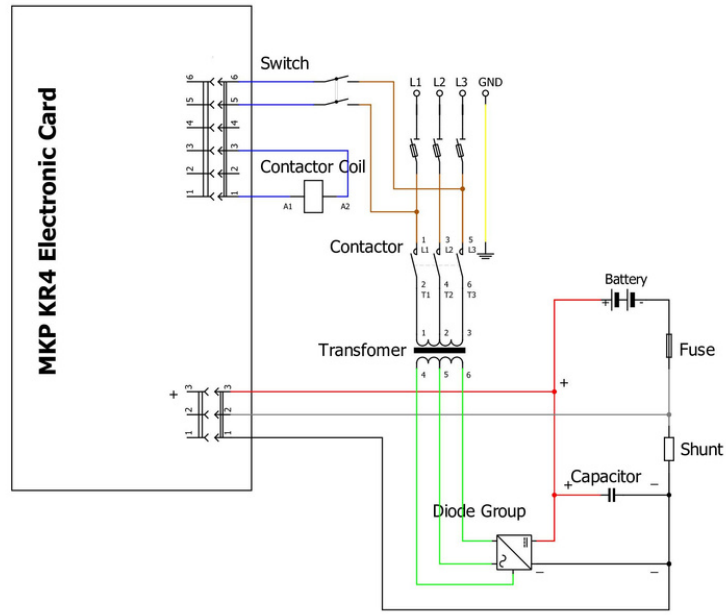 MKP KR4 Electronic Card
Switch
L1 L2 L3 GND
6 6
5 5
4 4
3 3
2 2
1 1
Contactor Coil
A1 A2
Contactor
1 3 5
L1 L2 L3
2 4 6
T1 T2 T3
Battery
+ -
1 2 3
Transfomer
4 5 6
Fuse
+
+ 3 3
2 2
1 1
Shunt
+ Capacitor −
Diode Group
−  −